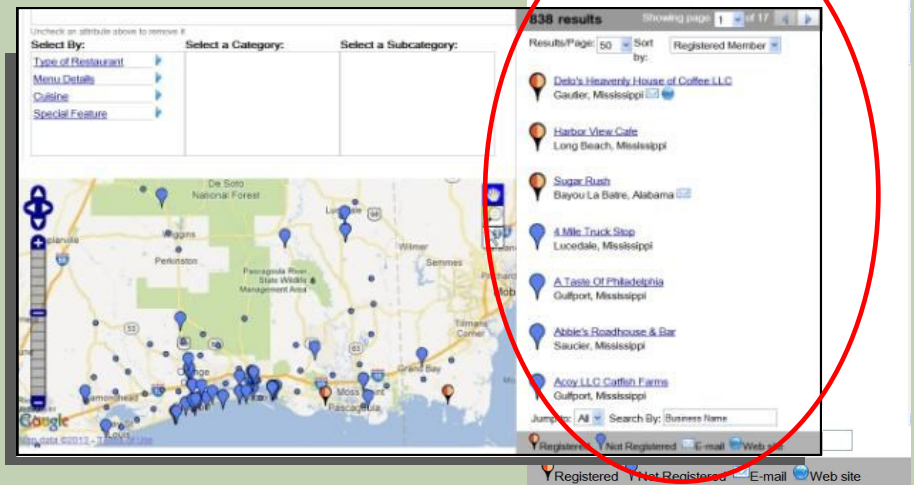 Uncheck an attribute above to remove it
Select By:
Select a Category:
Select a Subcategory:
Type of Restaurant
Menu Details
Cuisine
Special Feature
838 results
Showing page 1 of 17
Results/Page: 50 Sort by: Registered Member
Delo's Heavenly House of Coffee LLC
Gautier, Mississippi
Harbor View Cafe
Long Beach, Mississippi
Sugar Rush
Bayou La Batre, Alabama
4 Mile Truck Stop
Lucedale, Mississippi
A Taste Of Philadelphia
Gulfport, Mississippi
Abbie's Roadhouse & Bar
Saucier, Mississippi
Acoy LLC Catfish Farms
Gulfport, Mississippi
Jump to: All Search By: Business Name
Registered Not Registered E-mail Web site
De Soto
National Forest
98
Wiggins
Perkinston
Wilmer
Semmes
Pascagoula River
State Wildlife
Management Area
Tillmans
Corner
53
63
59
Grand Bay
Moss Point
Pascagoula
Google
Map data ©2013 - Terms of Use
Registered Not Registered E-mail Web site